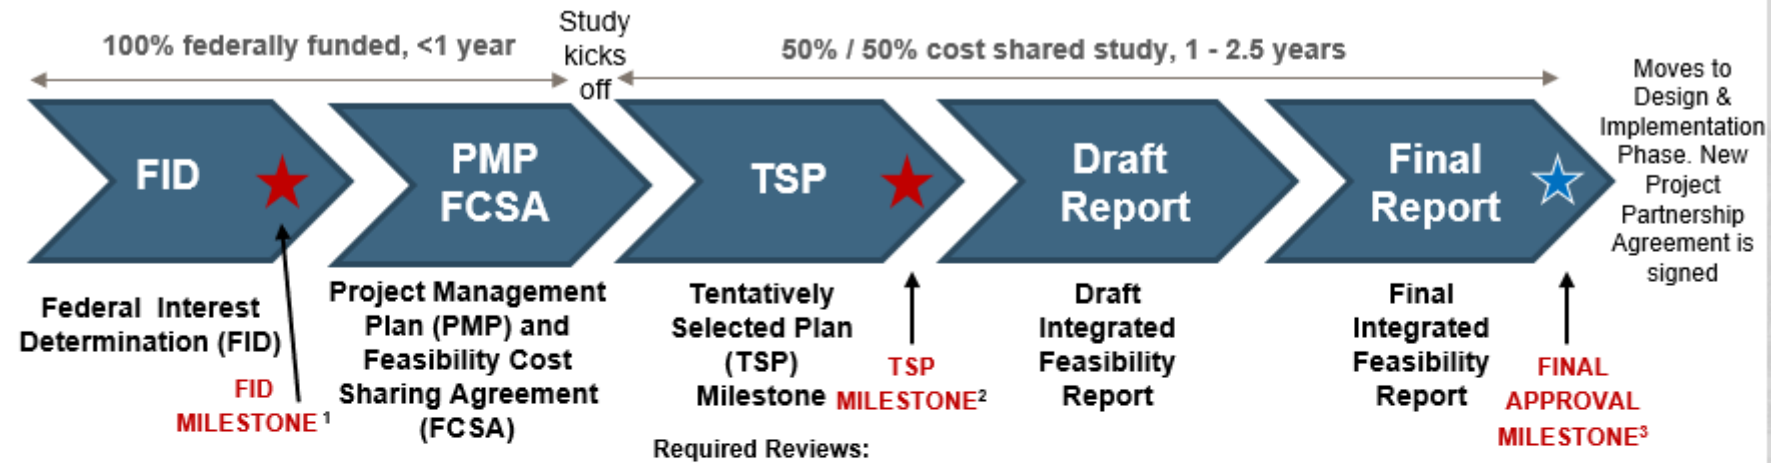 100% federally funded, <1 year
Study
kicks
off
50% / 50% cost shared study, 1 - 2.5 years
FID
PMP
FCSA
TSP
Draft
Report
Final
Report
Moves to
Design &
Implementation
Phase. New
Project
Partnership
Agreement is
signed
Federal Interest
Determination (FID)
FID
MILESTONE 1
Project Management
Plan (PMP) and
Feasibility Cost
Sharing Agreement
(FCSA)
Tentatively
Selected Plan
(TSP)
Milestone
TSP
MILESTONE²
Draft
Integrated
Feasibility
Report
Final
Integrated
Feasibility
Report
FINAL
APPROVAL
MILESTONE³
Required Reviews: